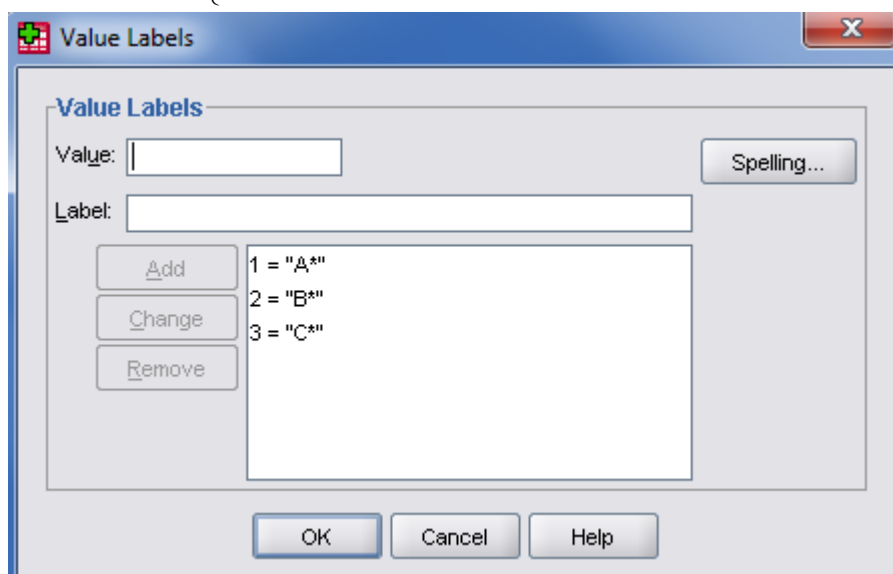 Value Labels
Value Labels
Value:
Spelling...
Label:
Add
1 = "A*"
2 = "B*"
Change
3 = "C*"
Remove
OK Cancel Help